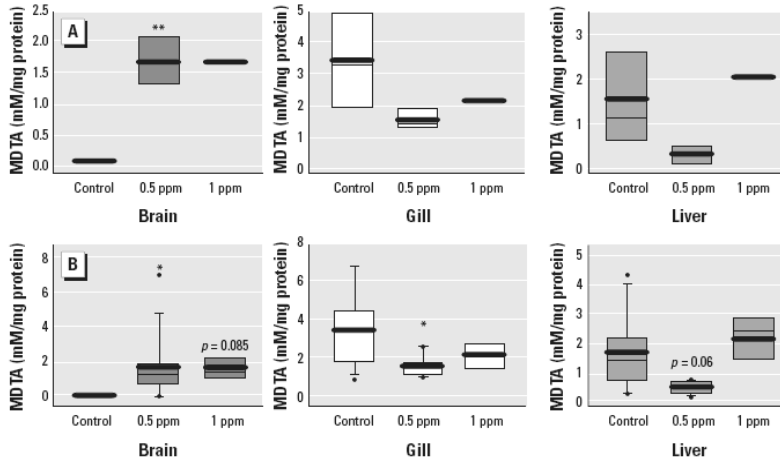 A
MDTA (mM/mg protein)
2.5
2.0
1.5
1.0
0.5
0.0
**
Control 0.5 ppm 1 ppm
Brain
MDTA (mM/mg protein)
5
4
3
2
1
0
Control 0.5 ppm 1 ppm
Gill
MDTA (mM/mg protein)
3
2
1
0
Control 0.5 ppm 1 ppm
Liver
B
MDTA (mM/mg protein)
8
6
4
2
0
*
p = 0.085
Control 0.5 ppm 1 ppm
Brain
MDTA (mM/mg protein)
8
6
4
2
0
*
Control 0.5 ppm 1 ppm
Gill
MDTA (mM/mg protein)
5
4
3
2
1
0
p = 0.06
Control 0.5 ppm 1 ppm
Liver